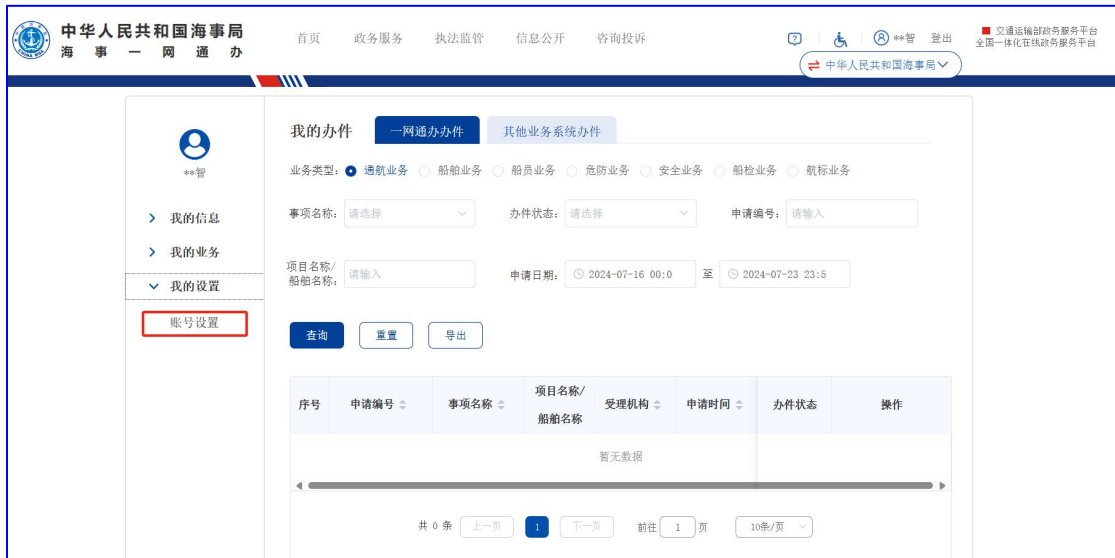 中华人民共和国海事局
海事一网通办
首页 政务服务 执法监管 信息公开 咨询投诉
**智 登出
交通运输部政务服务平台
全国一体化在线政务服务平台
中华人民共和国海事局
**智
我的信息
我的业务
我的设置
账号设置
我的办件 一网通办办件 其他业务系统办件
业务类型: 通航业务 船舶业务 船员业务 危防业务 安全业务 船检业务 航标业务
事项名称: 请选择 办件状态: 请选择 申请编号: 请输入
项目名称/
船舶名称: 请输入 申请日期: 2024-07-16 00:0 至 2024-07-23 23:5
查询 重置 导出
序号 申请编号 事项名称 项目名称/
船舶名称 受理机构 申请时间 办件状态 操作
暂无数据
共 0 条 上一页 1 下一页 前往 1 页 10条/页